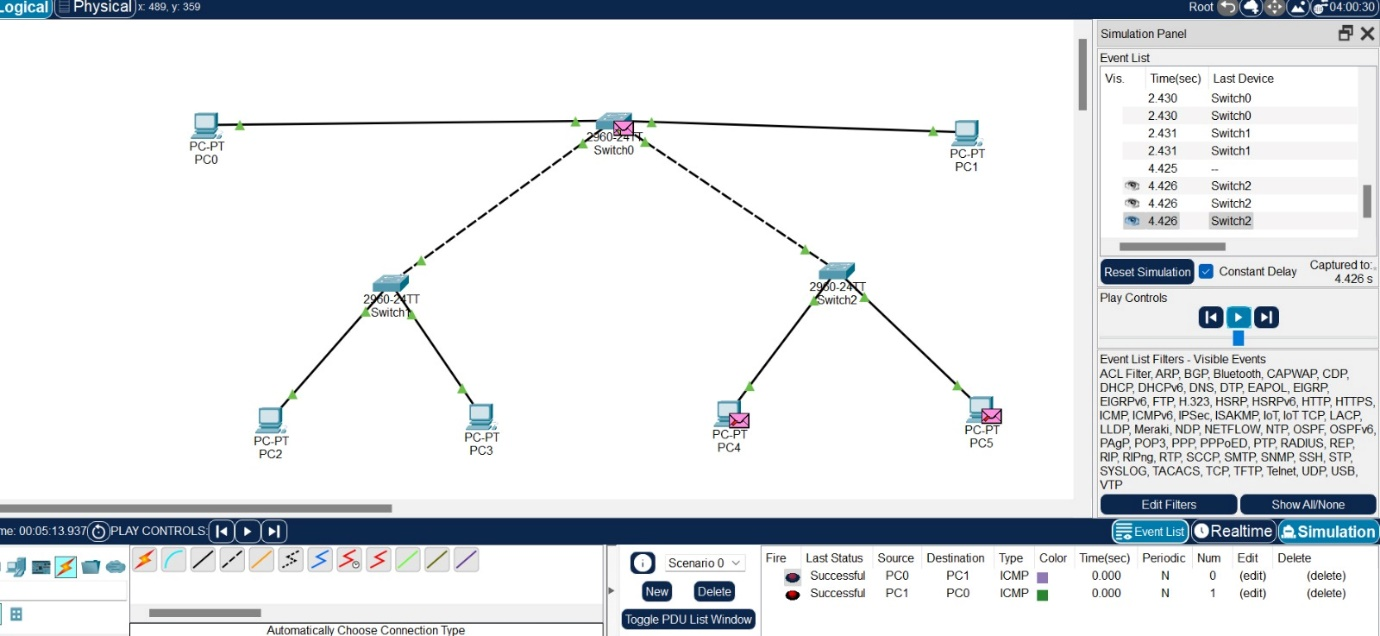 Logical Physical x: 489, y: 359 Root 04:00:30
PC-PT
PC0
2960-24TT
Switch0
PC-PT
PC1
2960-24TT
Switch1
2960-24TT
Switch2
PC-PT
PC2
PC-PT
PC3
PC-PT
PC4
PC-PT
PC5
Simulation Panel
Event List
Vis. Time(sec) Last Device
2.430 Switch0
2.430 Switch0
2.431 Switch1
2.431 Switch1
4.425 --
4.426 Switch2
4.426 Switch2
4.426 Switch2
Reset Simulation Constant Delay Captured to:
4.426 s
Play Controls
Event List Filters - Visible Events
ACL Filter, ARP, BGP, Bluetooth, CAPWAP, CDP,
DHCP, DHCPv6, DNS, DTP, EAPOL, EIGRP,
EIGRPv6, FTP, H.323, HSRP, HSRPv6, HTTP, HTTPS,
ICMP, ICMPv6, IPSec, ISAKMP, IoT, IoT TCP, LACP,
LLDP, Meraki, NDP, NETFLOW, NTP, OSPF, OSPFv6,
PAgP, POP3, PPP, PPPoED, PTP, RADIUS, REP,
RIP, RIPng, RTP, SCCP, SMTP, SNMP, SSH, STP,
SYSLOG, TACACS, TCP, TFTP, Telnet, UDP, USB,
VTP
Edit Filters Show All/None
me: 00:05:13.937 PLAY CONTROLS: Event List Realtime Simulation
Automatically Choose Connection Type
Scenario 0
New Delete
Toggle PDU List Window
Fire Last Status Source Destination Type Color Time(sec) Periodic Num Edit Delete
Successful PC0 PC1 ICMP 0.000 N 0 (edit) (delete)
Successful PC1 PC0 ICMP 0.000 N 1 (edit) (delete)